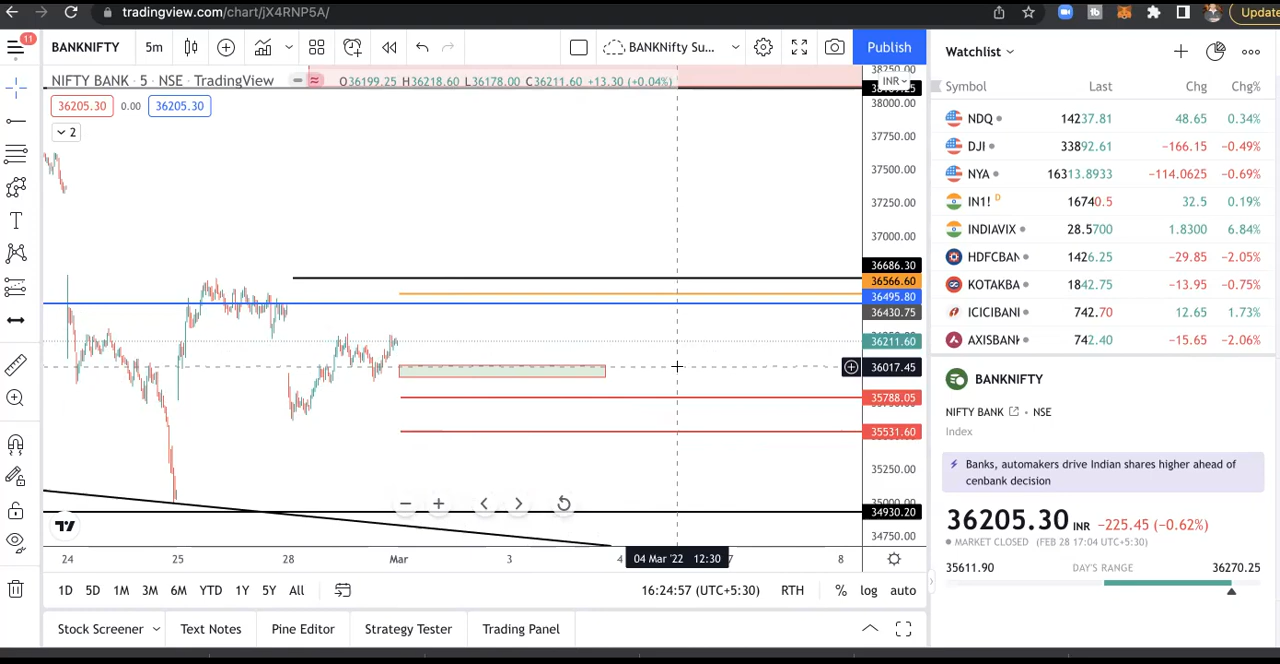 tradingview.com/chart/jX4RNP5A/
Update
11
BANKNIFTY
5m
BANKNifty Su...
Publish
NIFTY BANK • 5 • NSE • TradingView
O36199.25 H36218.60 L36178.00 C36211.60 +13.30 (+0.04%)
36205.30
0.00
36205.30
2
38250.00
INR
38000.00
37750.00
37500.00
37250.00
37000.00
36686.30
36566.60
36495.80
36430.75
36211.60
36017.45
35788.05
35531.60
35250.00
35000.00
34930.20
34750.00
24
25
28
Mar
3
4
04 Mar '22 12:30
7
8
1D
5D
1M
3M
6M
YTD
1Y
5Y
All
16:24:57 (UTC+5:30)
RTH
%
log
auto
Stock Screener
Text Notes
Pine Editor
Strategy Tester
Trading Panel
Watchlist
Symbol
Last
Chg
Chg%
NDQ 14237.81 48.65 0.34%
DJI 33892.61 −166.15 −0.49%
NYA 16313.8933 −114.0625 −0.69%
IN1! D 16740.5 32.5 0.19%
INDIAVIX 28.5700 1.8300 6.84%
HDFCBAN 1426.25 −29.85 −2.05%
KOTAKBA 1842.75 −13.95 −0.75%
ICICIBANI 742.70 12.65 1.73%
AXISBANK 742.40 −15.65 −2.06%
BANKNIFTY
NIFTY BANK • NSE
Index
Banks, automakers drive Indian shares higher ahead of
cenbank decision
36205.30 INR −225.45 (−0.62%)
MARKET CLOSED (FEB 28 17:04 UTC+5:30)
35611.90 DAY'S RANGE 36270.25